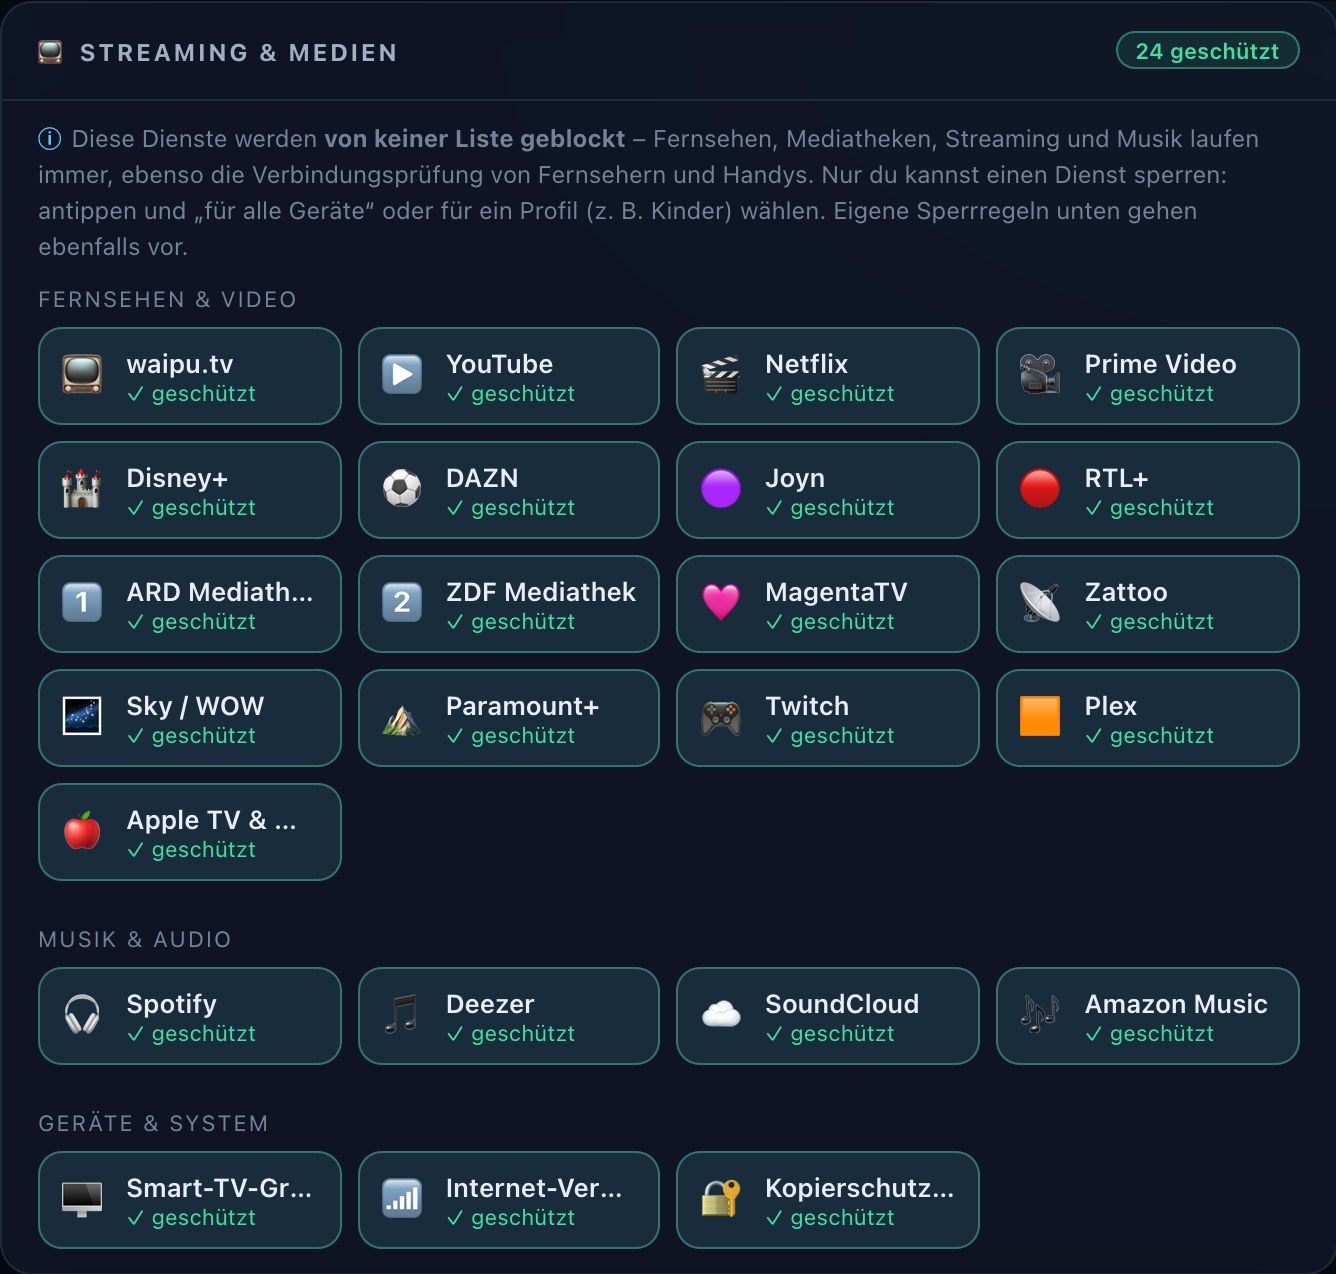 STREAMING & MEDIEN
24 geschützt
Diese Dienste werden von keiner Liste geblockt – Fernsehen, Mediatheken, Streaming und Musik laufen
immer, ebenso die Verbindungsprüfung von Fernsehern und Handys. Nur du kannst einen Dienst sperren:
antippen und „für alle Geräte“ oder für ein Profil (z. B. Kinder) wählen. Eigene Sperrregeln unten gehen
ebenfalls vor.
FERNSEHEN & VIDEO
waipu.tv
✓ geschützt
YouTube
✓ geschützt
Netflix
✓ geschützt
Prime Video
✓ geschützt
Disney+
✓ geschützt
DAZN
✓ geschützt
Joyn
✓ geschützt
RTL+
✓ geschützt
1
ARD Mediath...
✓ geschützt
2
ZDF Mediathek
✓ geschützt
MagentaTV
✓ geschützt
Zattoo
✓ geschützt
Sky / WOW
✓ geschützt
Paramount+
✓ geschützt
Twitch
✓ geschützt
Plex
✓ geschützt
Apple TV & ...
✓ geschützt
MUSIK & AUDIO
Spotify
✓ geschützt
Deezer
✓ geschützt
SoundCloud
✓ geschützt
Amazon Music
✓ geschützt
GERÄTE & SYSTEM
Smart-TV-Gr...
✓ geschützt
Internet-Ver...
✓ geschützt
Kopierschutz...
✓ geschützt